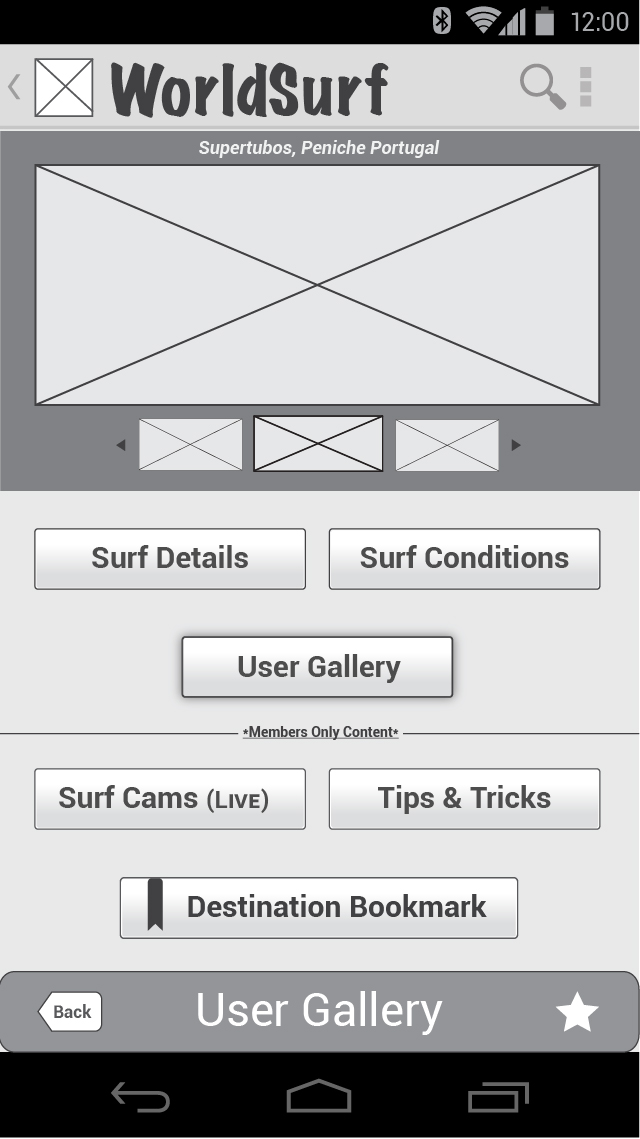 12:00
WorldSurf
Supertubos, Peniche Portugal
Surf Details
Surf Conditions
User Gallery
*Members Only Content*
Surf Cams (Live)
Tips & Tricks
Destination Bookmark
Back
User Gallery